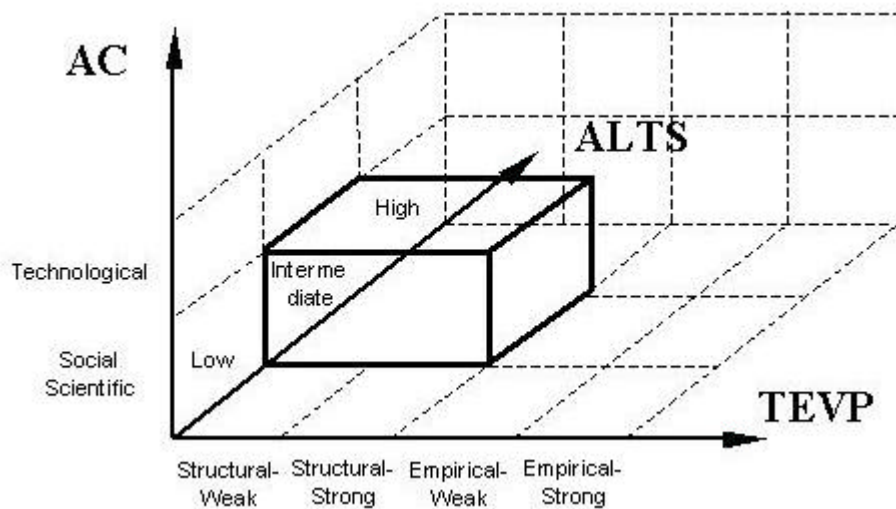 AC
ALTS
High
Technological
Interme
diate
Social
Scientific
Low
TEVP
Structural-
Weak
Structural-
Strong
Empirical-
Weak
Empirical-
Strong